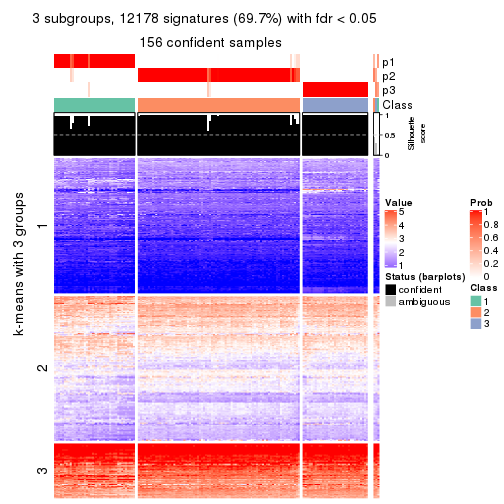 3 subgroups, 12178 signatures (69.7%) with fdr < 0.05
156 confident samples
p1
p2
p3
Class
1
0.5
0
Silhouette
score
k-means with 3 groups
1
2
3
Value
5
4
3
2
1
Status (barplots)
confident
ambiguous
Prob
1
0.8
0.6
0.4
0.2
0
Class
1
2
3